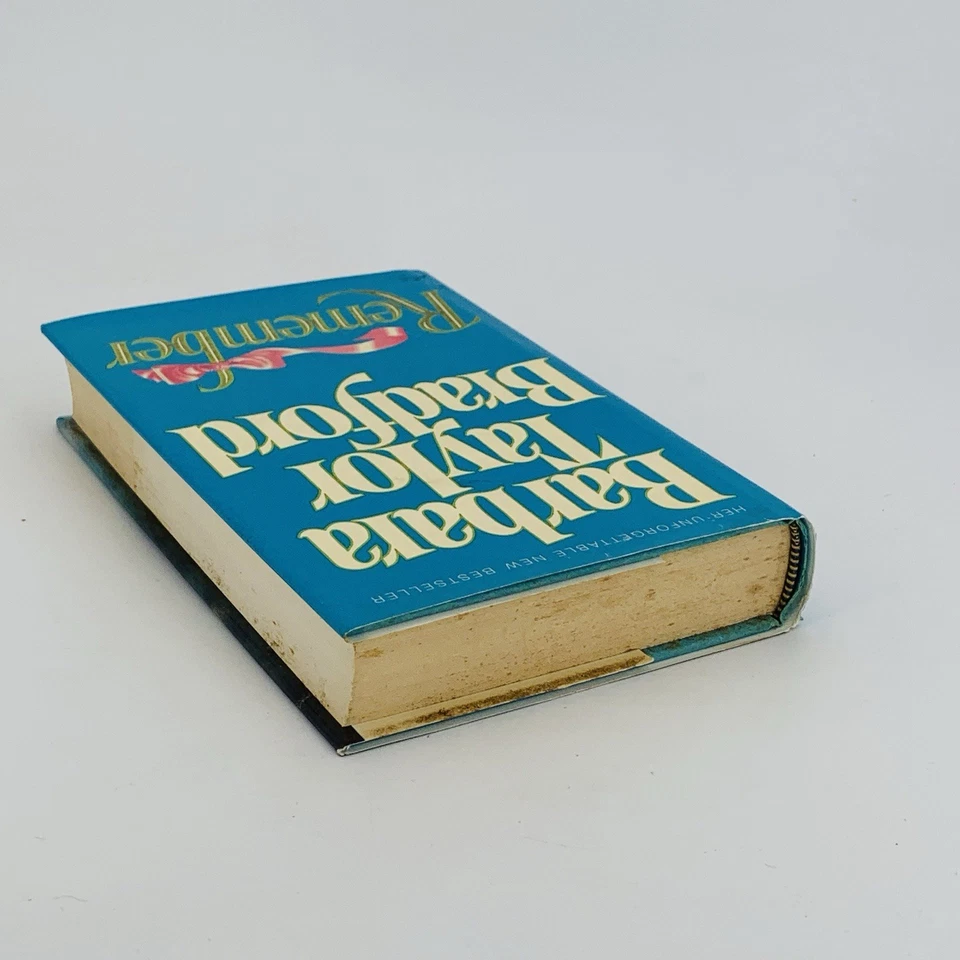 HER UNFORGETTABLE NEW BESTSELLER
Barbara
Taylor
Bradford
Remember